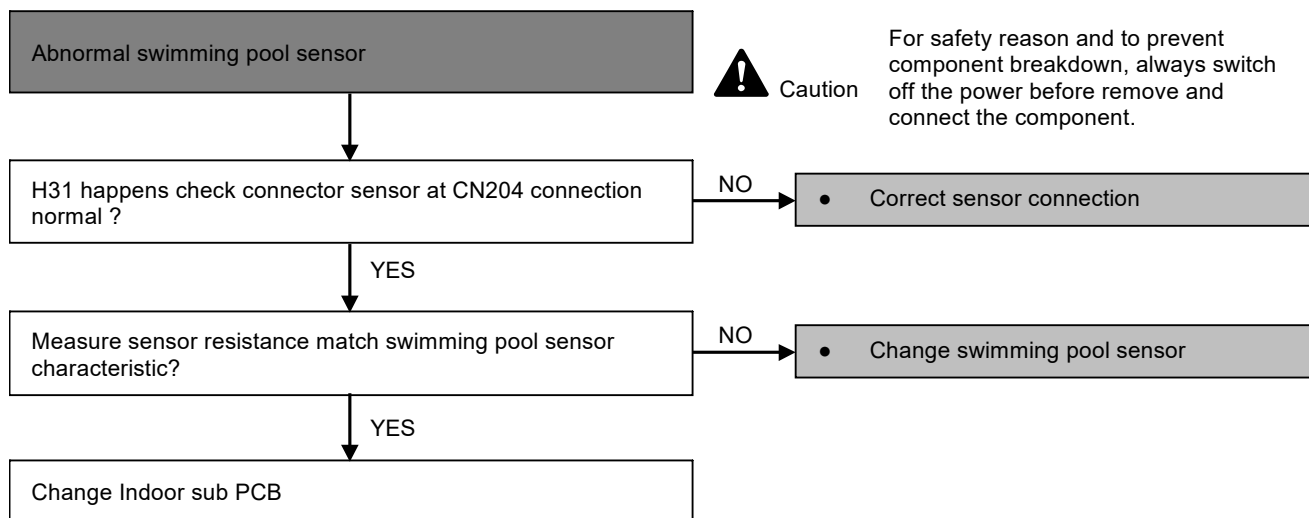 Abnormal swimming pool sensor
Caution
For safety reason and to prevent
component breakdown, always switch
off the power before remove and
connect the component.
H31 happens check connector sensor at CN204 connection
normal ?
NO
● Correct sensor connection
YES
Measure sensor resistance match swimming pool sensor
characteristic?
NO
● Change swimming pool sensor
YES
Change Indoor sub PCB